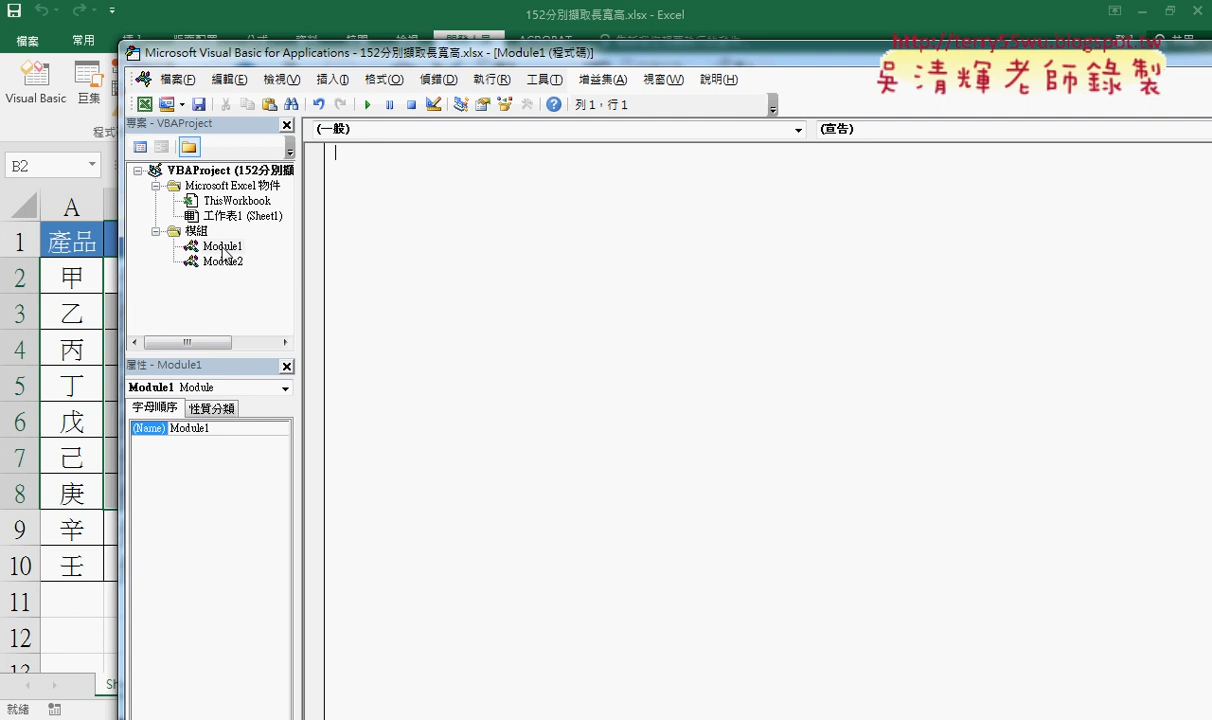 152分別擷取長寬高.xlsx - Excel
檔案
常用
Visual Basic
巨集
B2
A
1 產品
2 甲
3 乙
4 丙
5 丁
6 戊
7 己
8 庚
9 辛
10 壬
11
12
就緒
http://terry55wu.blogspot.tw
吳清輝老師錄製
Microsoft Visual Basic for Applications - 152分別擷取長寬高.xlsx - [Module1 (程式碼)]
檔案(F) 編輯(E) 檢視(V) 插入(I) 格式(O) 偵錯(D) 執行(R) 工具(T) 增益集(A) 視窗(W) 說明(H)
列 1，行 1
專案 - VBAProject
(一般)
(宣告)
VBAProject (152分別擷
Microsoft Excel 物件
ThisWorkbook
工作表1 (Sheet1)
模組
Module1
Module2
屬性 - Module1
Module1 Module
字母順序 性質分類
(Name) Module1